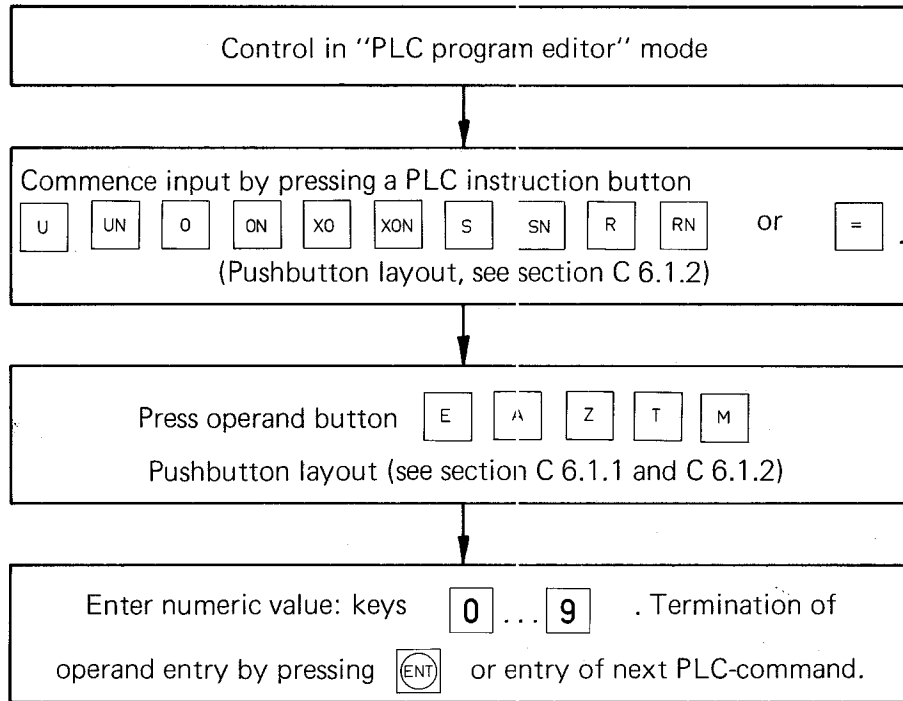 Control in “PLC program editor” mode
Commence input by pressing a PLC instruction button
U UN O ON XO XON S SN R RN or = .
(Pushbutton layout, see section C 6.1.2)
Press operand button E A Z T M
Pushbutton layout (see section C 6.1.1 and C 6.1.2)
Enter numeric value: keys 0 ... 9 . Termination of
operand entry by pressing ENT or entry of next PLC-command.